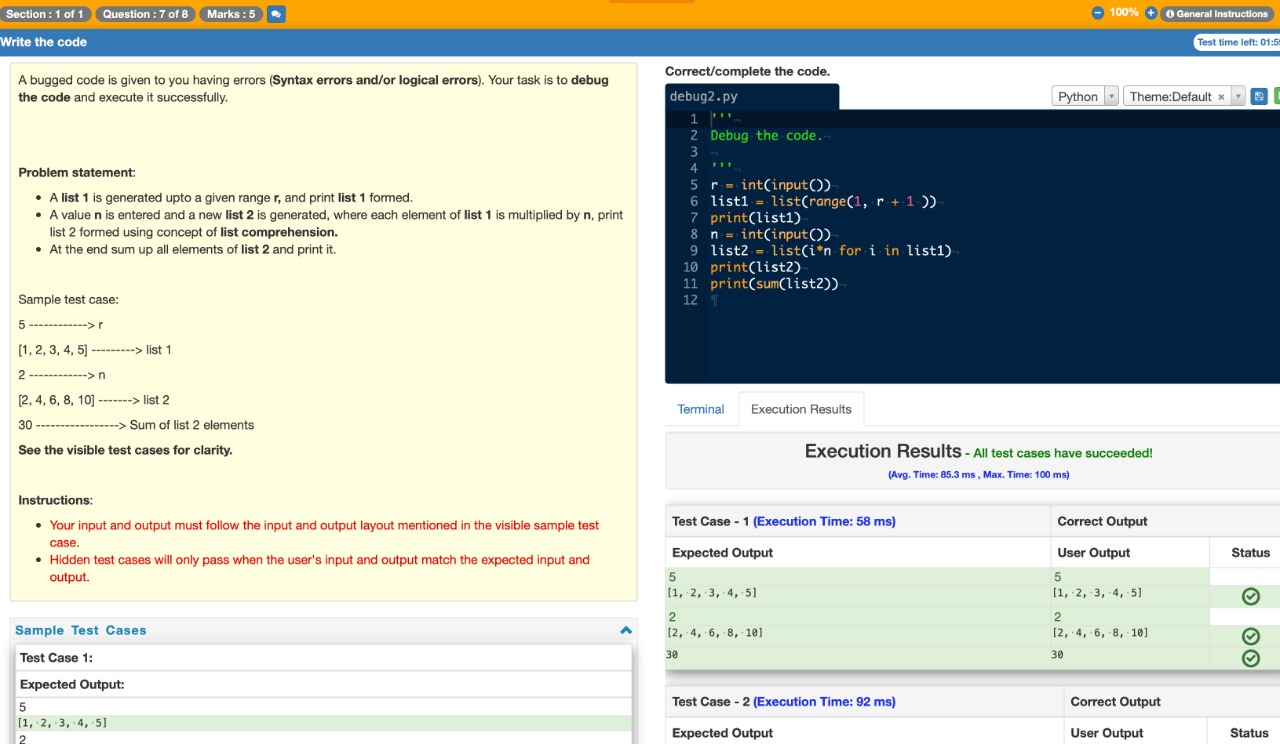 Section : 1 of 1 Question : 7 of 8 Marks : 5 100% General Instructions
Write the code Test time left: 01:5
A bugged code is given to you having errors (Syntax errors and/or logical errors). Your task is to debug
the code and execute it successfully.
Problem statement:
A list 1 is generated upto a given range r, and print list 1 formed.
A value n is entered and a new list 2 is generated, where each element of list 1 is multiplied by n, print
list 2 formed using concept of list comprehension.
At the end sum up all elements of list 2 and print it.
Sample test case:
5 ------------> r
[1, 2, 3, 4, 5] ---------> list 1
2 ------------> n
[2, 4, 6, 8, 10] -------> list 2
30 -----------------> Sum of list 2 elements
See the visible test cases for clarity.
Instructions:
Your input and output must follow the input and output layout mentioned in the visible sample test
case.
Hidden test cases will only pass when the user's input and output match the expected input and
output.
Sample Test Cases
Test Case 1:
Expected Output:
5
[1, 2, 3, 4, 5]
2
Correct/complete the code.
debug2.py Python Theme:Default ×
1 '''
2 Debug the code.
3
4 '''
5 r = int(input())
6 list1 = list(range(1, r + 1 ))
7 print(list1)
8 n = int(input())
9 list2 = list(i*n for i in list1)
10 print(list2)
11 print(sum(list2))
12
Terminal Execution Results
Execution Results - All test cases have succeeded!
(Avg. Time: 85.3 ms , Max. Time: 100 ms)
Test Case - 1 (Execution Time: 58 ms) Correct Output
Expected Output User Output Status
5 5
[1, 2, 3, 4, 5] [1, 2, 3, 4, 5]
2 2
[2, 4, 6, 8, 10] [2, 4, 6, 8, 10]
30 30
Test Case - 2 (Execution Time: 92 ms) Correct Output
Expected Output User Output Status